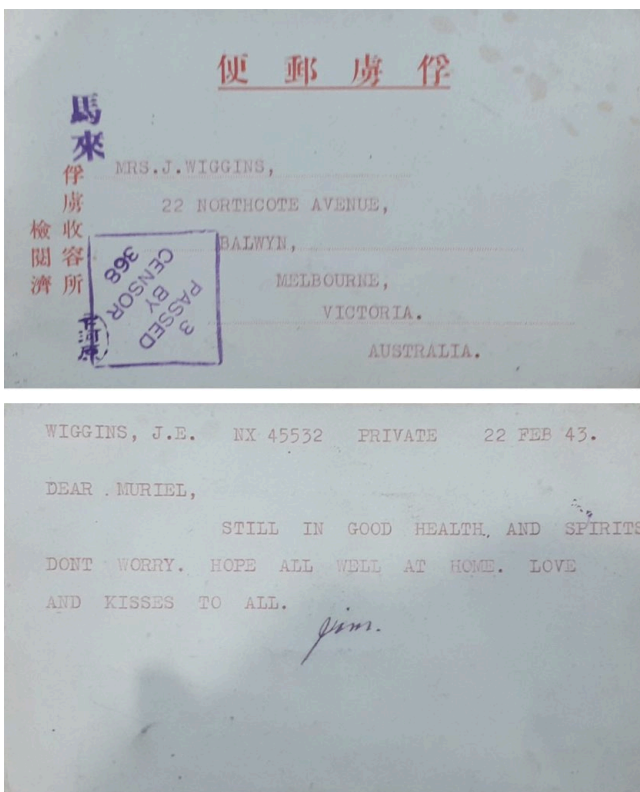 俘虜郵便
馬來
俘虜收容所
檢閲濟
MRS.J.WIGGINS,
22 NORTHCOTE AVENUE,
BALWYN,
MELBOURNE,
VICTORIA.
AUSTRALIA.
3
PASSED
BY
CENSOR
368
WIGGINS, J.E. NX 45532 PRIVATE 22 FEB 43.
DEAR MURIEL,
STILL IN GOOD HEALTH, AND SPIRITS
DONT WORRY. HOPE ALL WELL AT HOME. LOVE
AND KISSES TO ALL.
Jim.